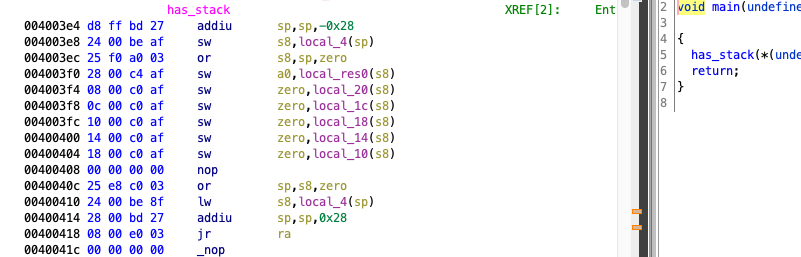 has_stack XREF[2]: Ent
004003e4 d8 ff bd 27 addiu sp,sp,-0x28
004003e8 24 00 be af sw s8,local_4(sp)
004003ec 25 f0 a0 03 or s8,sp,zero
004003f0 28 00 c4 af sw a0,local_res0(s8)
004003f4 08 00 c0 af sw zero,local_20(s8)
004003f8 0c 00 c0 af sw zero,local_1c(s8)
004003fc 10 00 c0 af sw zero,local_18(s8)
00400400 14 00 c0 af sw zero,local_14(s8)
00400404 18 00 c0 af sw zero,local_10(s8)
00400408 00 00 00 00 nop
0040040c 25 e8 c0 03 or sp,s8,zero
00400410 24 00 be 8f lw s8,local_4(sp)
00400414 28 00 bd 27 addiu sp,sp,0x28
00400418 08 00 e0 03 jr ra
0040041c 00 00 00 00 _nop
2 void main(undefine
3
4 {
5 has_stack(*(unde
6 return;
7 }
8